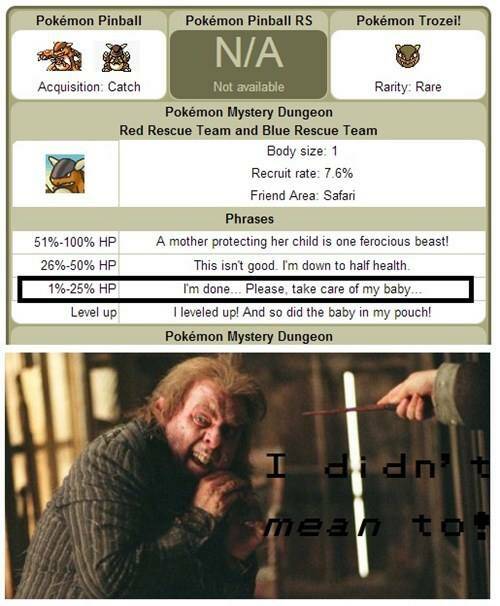 Pokémon Pinball Pokémon Pinball RS Pokémon Trozei!
N/A
Acquisition: Catch Not available Rarity: Rare
Pokémon Mystery Dungeon
Red Rescue Team and Blue Rescue Team
Body size: 1
Recruit rate: 7.6%
Friend Area: Safari
Phrases
51%-100% HP A mother protecting her child is one ferocious beast!
26%-50% HP This isn't good. I'm down to half health.
1%-25% HP I'm done... Please, take care of my baby...
Level up I leveled up! And so did the baby in my pouch!
Pokémon Mystery Dungeon
I didn't
mean to!